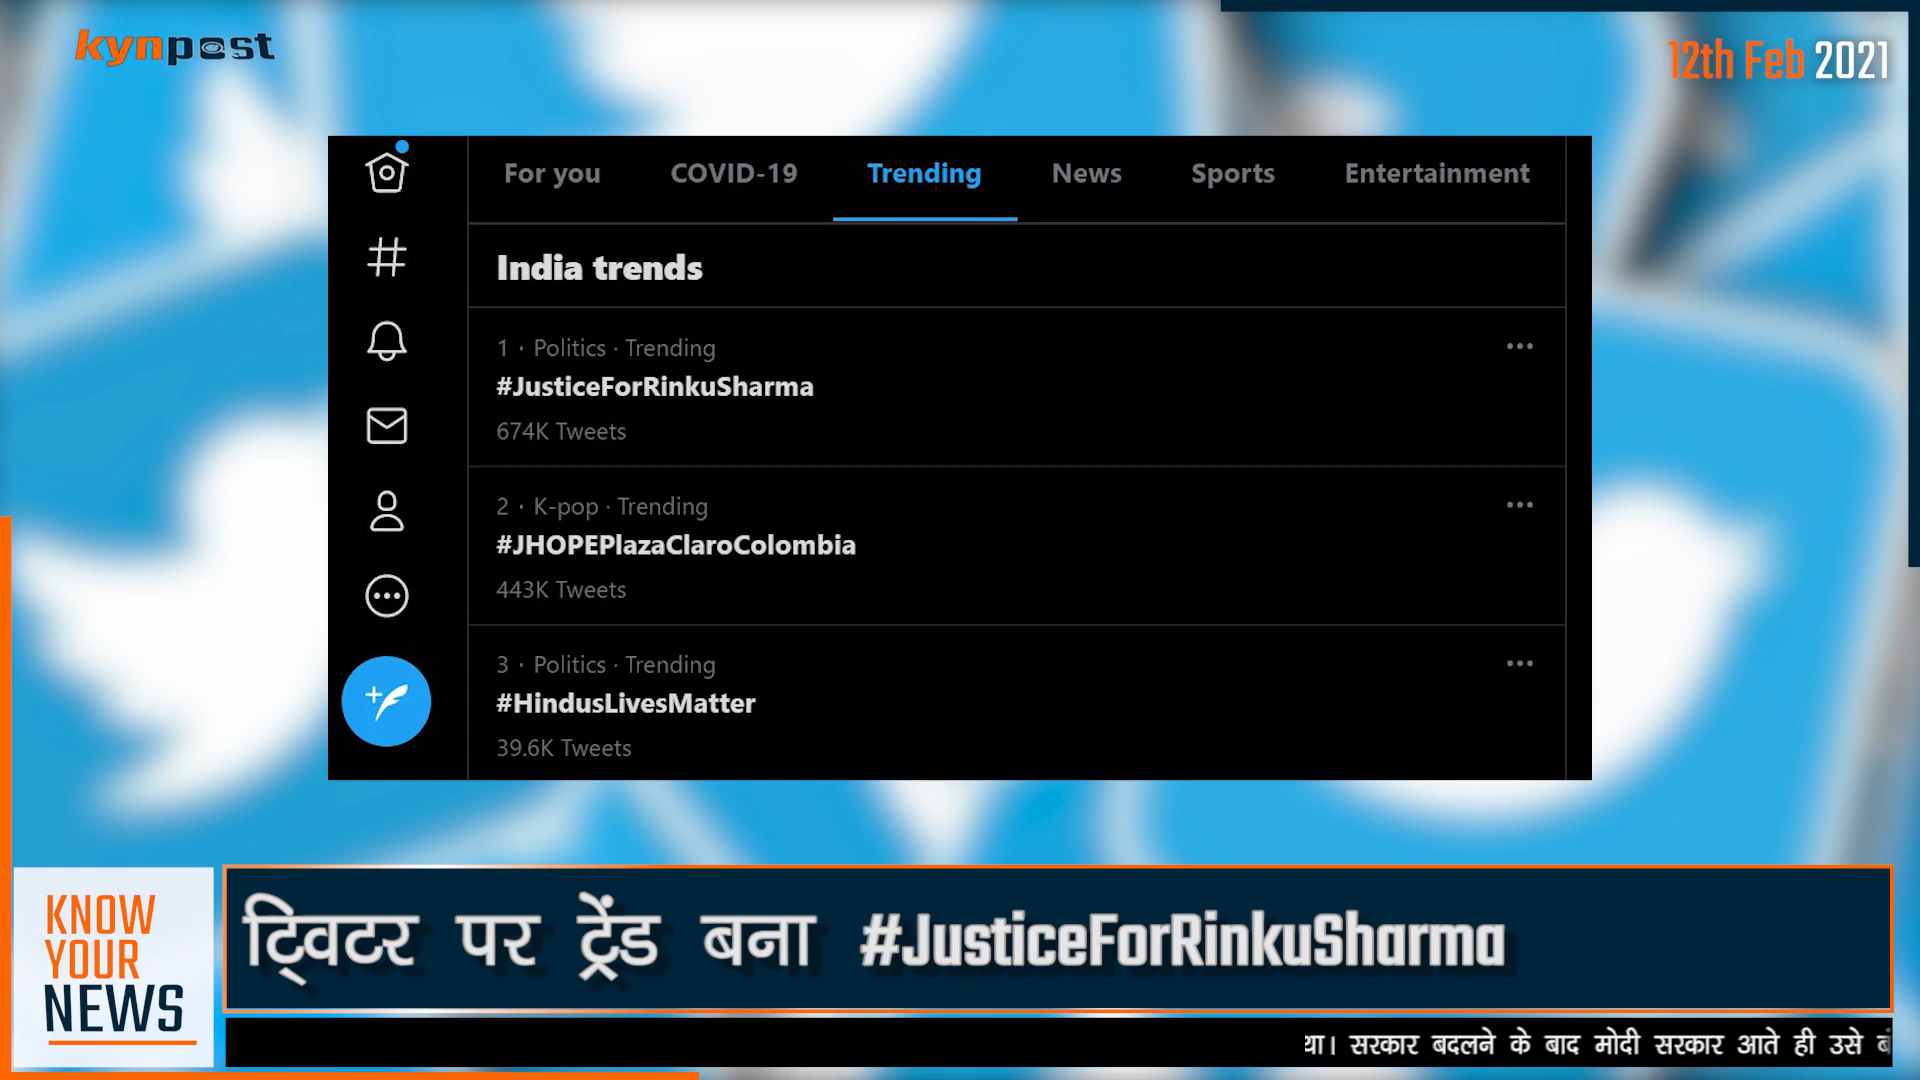 kynpost
12th Feb 2021
For you COVID-19 Trending News Sports Entertainment
India trends
1 · Politics · Trending
#JusticeForRinkuSharma
674K Tweets
2 · K-pop · Trending
#JHOPEPlazaClaroColombia
443K Tweets
3 · Politics · Trending
#HindusLivesMatter
39.6K Tweets
KNOW
YOUR
NEWS
ट्विटर पर ट्रेंड बना #JusticeForRinkuSharma
था। सरकार बदलने के बाद मोदी सरकार आते ही उसे